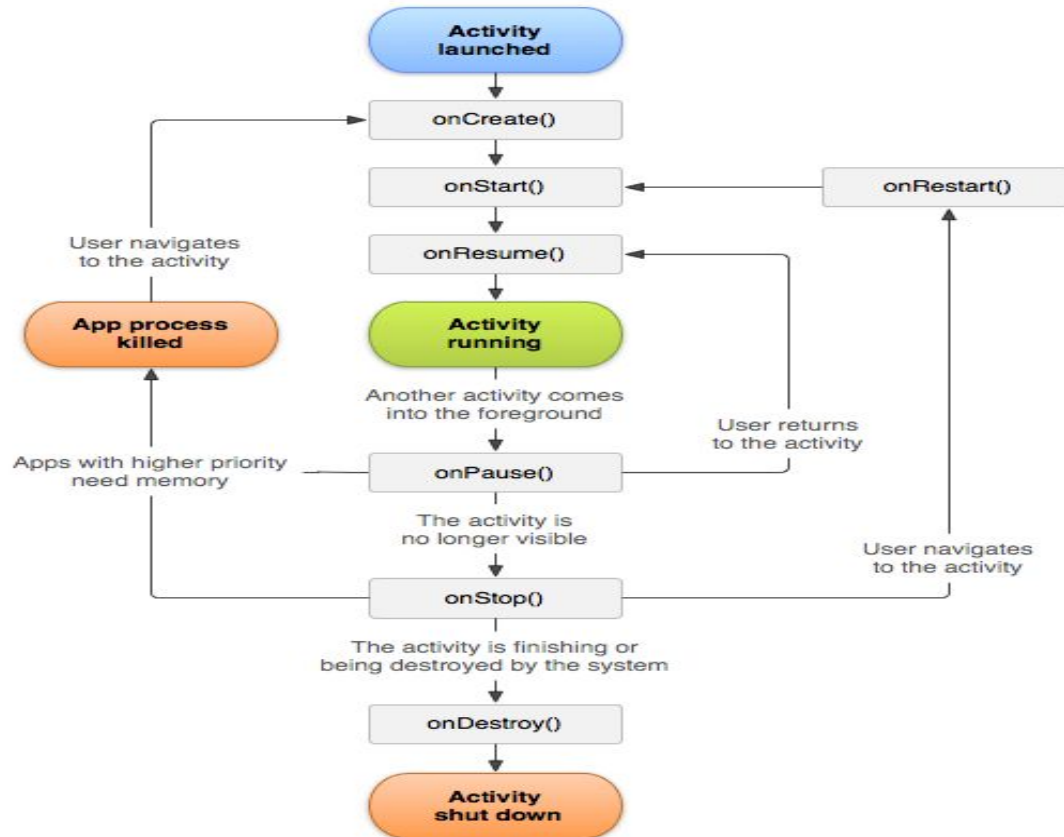 Activity
launched
onCreate()
onStart()
onRestart()
onResume()
User navigates
to the activity
App process
killed
Activity
running
Another activity comes
into the foreground
User returns
to the activity
Apps with higher priority
need memory
onPause()
The activity is
no longer visible
User navigates
to the activity
onStop()
The activity is finishing or
being destroyed by the system
onDestroy()
Activity
shut down